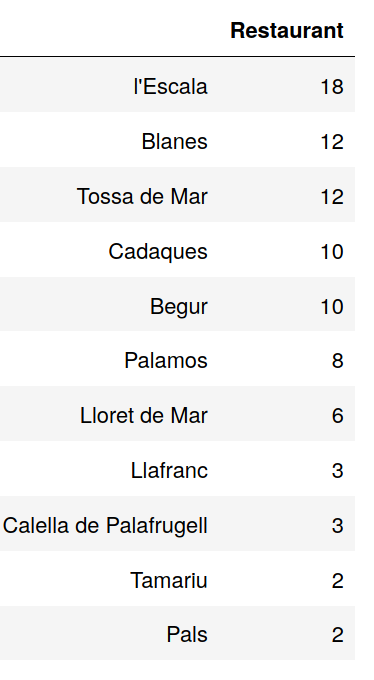 Restaurant
l'Escala 18
Blanes 12
Tossa de Mar 12
Cadaques 10
Begur 10
Palamos 8
Lloret de Mar 6
Llafranc 3
Calella de Palafrugell 3
Tamariu 2
Pals 2